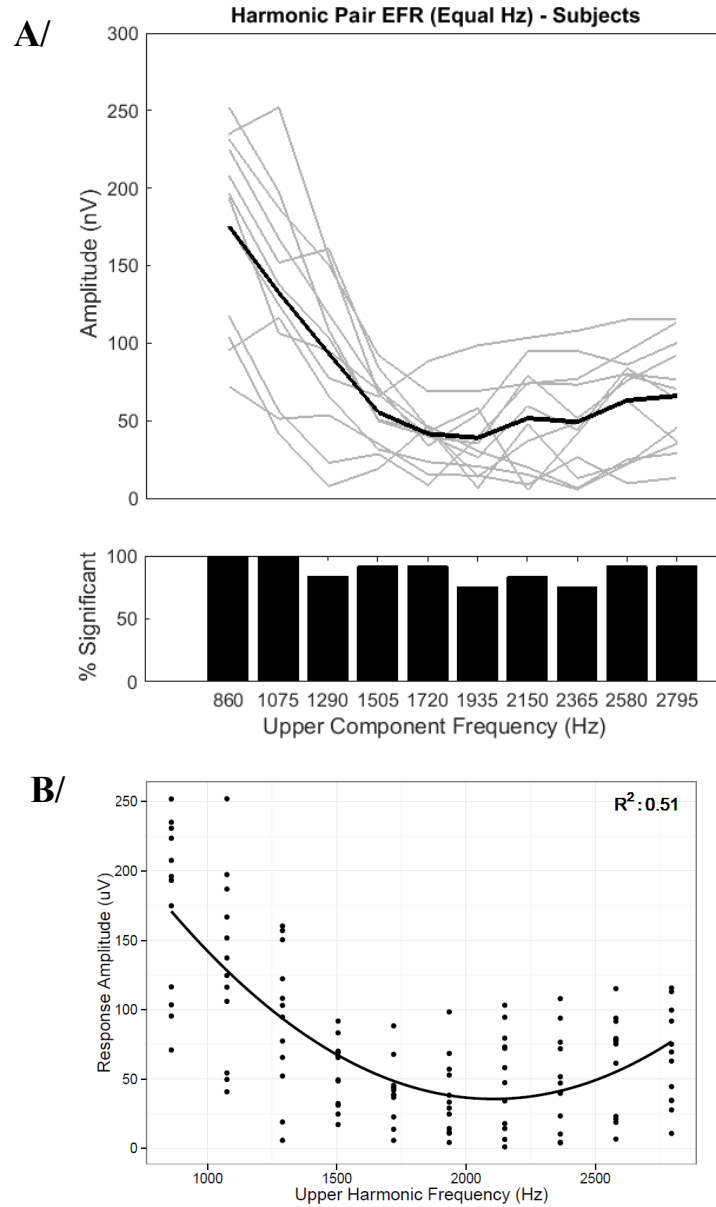 A/
Harmonic Pair EFR (Equal Hz) - Subjects
300
250
200
150
100
50
0
Amplitude (nV)
100
50
0
% Significant
860 1075 1290 1505 1720 1935 2150 2365 2580 2795
Upper Component Frequency (Hz)
B/
R²:0.51
250
200
150
100
50
0
Response Amplitude (uV)
1000 1500 2000 2500
Upper Harmonic Frequency (Hz)